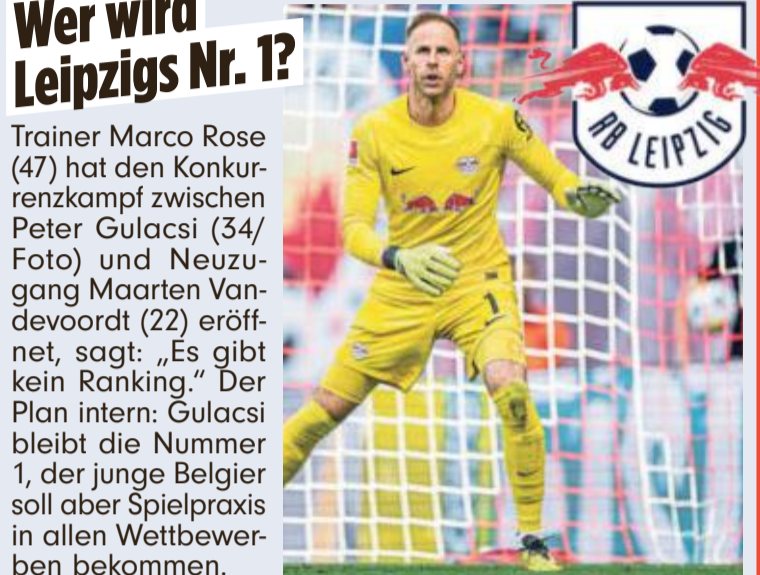 Wer wird
Leipzigs Nr. 1?
Trainer Marco Rose
(47) hat den Konkur-
renzkampf zwischen
Peter Gulacsi (34/
Foto) und Neuzu-
gang Maarten Van-
devoordt (22) eröff-
net, sagt: „Es gibt
kein Ranking.“ Der
Plan intern: Gulacsi
bleibt die Nummer
1, der junge Belgier
soll aber Spielpraxis
in allen Wettbewer-
ben bekommen.
RB LEIPZIG
1